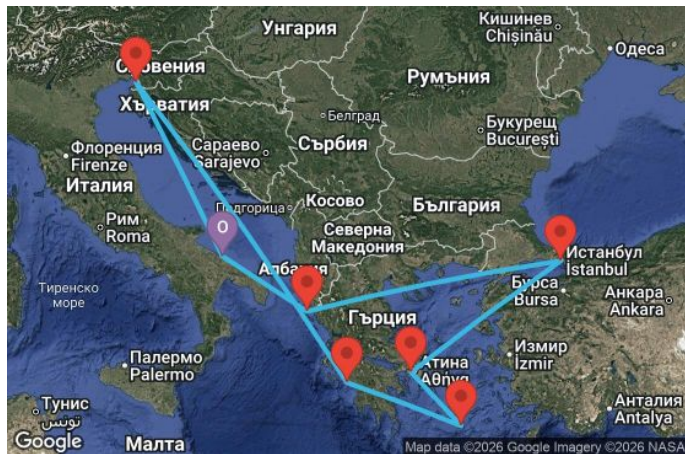 Кишинев
Chișinău
Унгария
Одеса
Словения
Румъния
Хърватия
Белград
Букурещ
București
Сараево
Sarajevo
Сърбия
Флоренция
Firenze
Италия
Косово
България
Подгорица
Рим
Roma
Северна
Македония
О
Истанбул
İstanbul
Албания
Бурса
Bursa
Анкара
Ankara
Тиренско
море
Гърция
Атина
Αθήνα
Измир
İzmir
Палермо
Palermo
Анталия
Antalya
Тунис
تونس
Малта
Google
Map data ©2026 Google Imagery ©2026 NASA